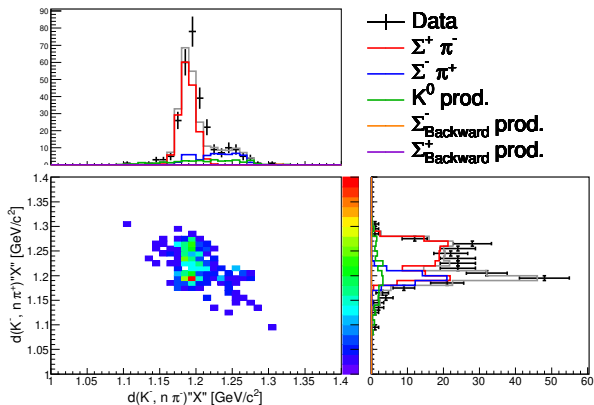 90
80
70
60
50
40
30
20
10
0
Data
Σ⁺ π⁻
Σ⁻ π⁺
K⁰ prod.
Σ⁻Backward prod.
Σ⁺Backward prod.
d(K⁻, n π⁺)"X" [GeV/c²]
1.4
1.35
1.3
1.25
1.2
1.15
1.1
1.05
1
1 1.05 1.1 1.15 1.2 1.25 1.3 1.35 1.4
d(K⁻, n π⁻)"X" [GeV/c²]
0 10 20 30 40 50 60